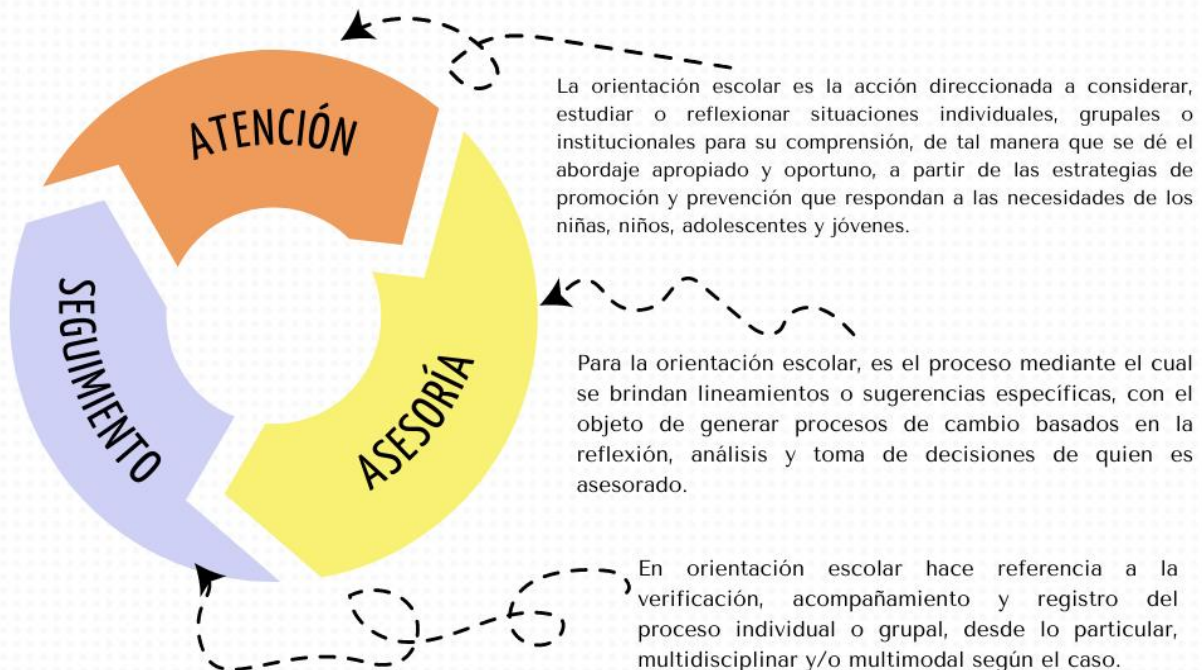 ATENCIÓN
La orientación escolar es la acción direccionada a considerar,
estudiar o reflexionar situaciones individuales, grupales o
institucionales para su comprensión, de tal manera que se dé el
abordaje apropiado y oportuno, a partir de las estrategias de
promoción y prevención que respondan a las necesidades de los
niñas, niños, adolescentes y jóvenes.
ASESORÍA
Para la orientación escolar, es el proceso mediante el cual
se brindan lineamientos o sugerencias específicas, con el
objeto de generar procesos de cambio basados en la
reflexión, análisis y toma de decisiones de quien es
asesorado.
SEGUIMIENTO
En orientación escolar hace referencia a la
verificación, acompañamiento y registro del
proceso individual o grupal, desde lo particular,
multidisciplinar y/o multimodal según el caso.